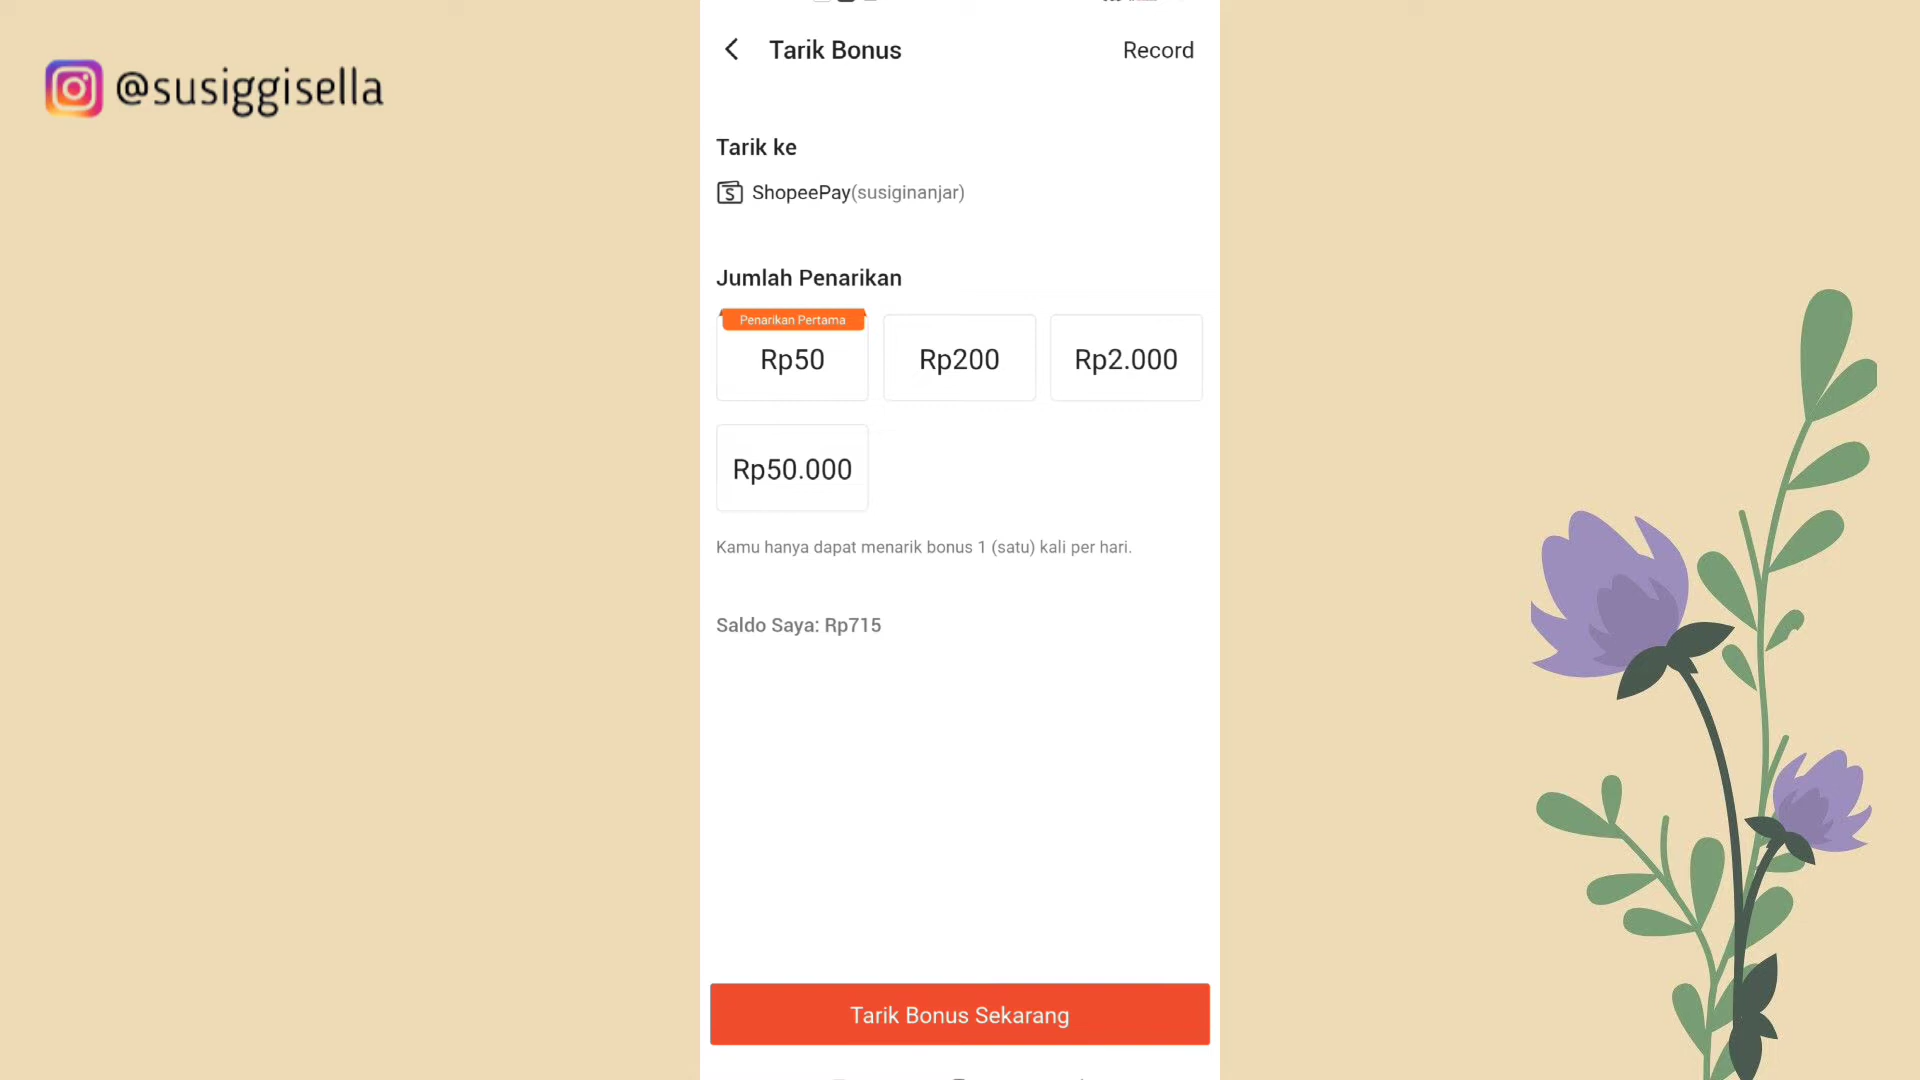 @susiggisella
Tarik Bonus
Record
Tarik ke
ShopeePay(susiginanjar)
Jumlah Penarikan
Penarikan Pertama
Rp50
Rp200
Rp2.000
Rp50.000
Kamu hanya dapat menarik bonus 1 (satu) kali per hari.
Saldo Saya: Rp715
Tarik Bonus Sekarang